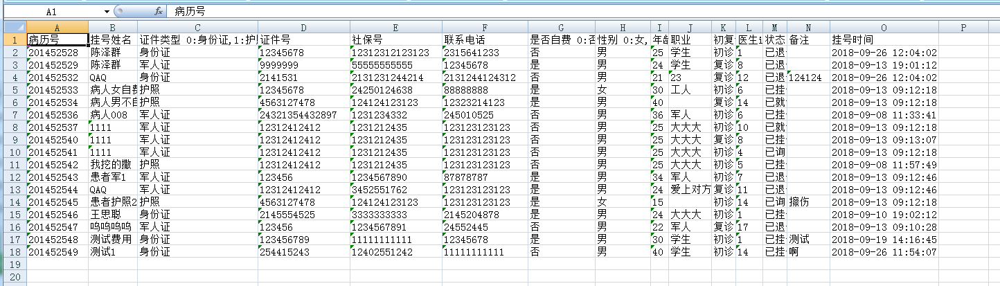 A1 fx 病历号
A B C D E F G H I J K L M N O P
1 病历号 挂号姓名 证件类型 0:身份证,1:护照 证件号 社保号 联系电话 是否自费 0:否 性别 0:女, 年龄 职业 初复 医生i 状态 备注 挂号时间
2 201452528 陈泽群 身份证 12345678 12312312123123 2315641233 否 男 25 学生 初诊 1 已退 2018-09-26 12:04:02
3 201452529 陈泽群 军人证 9999999 55555555555 12345678 是 男 24 学生 复诊 8 已退 2018-09-13 19:01:12
4 201452532 QAQ 身份证 2141531 2131231244214 2131244124312 否 男 21 23 复诊 12 已退 124124 2018-09-26 12:04:02
5 201452533 病人女自费 护照 12345678 24250124638 88888888 是 女 30 工人 初诊 6 已挂 2018-09-13 09:12:18
6 201452534 病人男不自 护照 4563127478 124124123123 12323214123 是 男 40 复诊 14 已就 2018-09-13 09:12:18
7 201452536 病人008 军人证 24321354432897 1231234332 245010525 否 男 36 军人 初诊 6 已挂 2018-09-08 11:33:41
8 201452537 1111 军人证 12312412412 1231212435 123123123123 否 男 25 大大大 初诊 10 已就 2018-09-13 09:12:18
9 201452540 1111 军人证 12312412412 1231212435 123123123123 否 男 25 大大大 复诊 8 已挂 2018-09-13 09:13:07
10 201452541 1111 军人证 12312412412 1231212435 123123123123 否 男 25 大大大 初诊 4 已询 2018-09-13 09:12:18
11 201452542 我挖的撒 护照 12312412412 1231212435 123123123123 否 男 25 大大大 初诊 5 已挂 2018-09-08 11:57:49
12 201452543 患者军1 军人证 123456 1234567890 87878787 是 男 34 军人 初诊 7 已退 2018-09-13 09:12:46
13 201452544 QAQ 军人证 12312412412 3452551762 123123123123 是 男 24 爱上对方 复诊 11 已退 2018-09-13 09:12:46
14 201452545 患者护照2 护照 4563127478 124124123123 123123123123 是 女 15 初诊 14 已询 擦伤 2018-09-13 09:12:18
15 201452546 王思聪 身份证 2145554525 3333333333 2145204878 是 男 24 大大大 初诊 1 已挂 2018-09-10 19:02:12
16 201452547 呜呜呜呜 军人证 123456 1234567891 24552445 否 男 22 军人 复诊 17 已退 2018-09-13 09:10:28
17 201452548 测试费用 身份证 123456789 11111111111 12345678 是 男 30 学生 初诊 1 已挂 测试 2018-09-19 14:16:45
18 201452549 测试1 身份证 254415243 12402551242 11111111111 否 男 40 学生 初诊 14 已挂 啊 2018-09-26 11:54:07
19
20